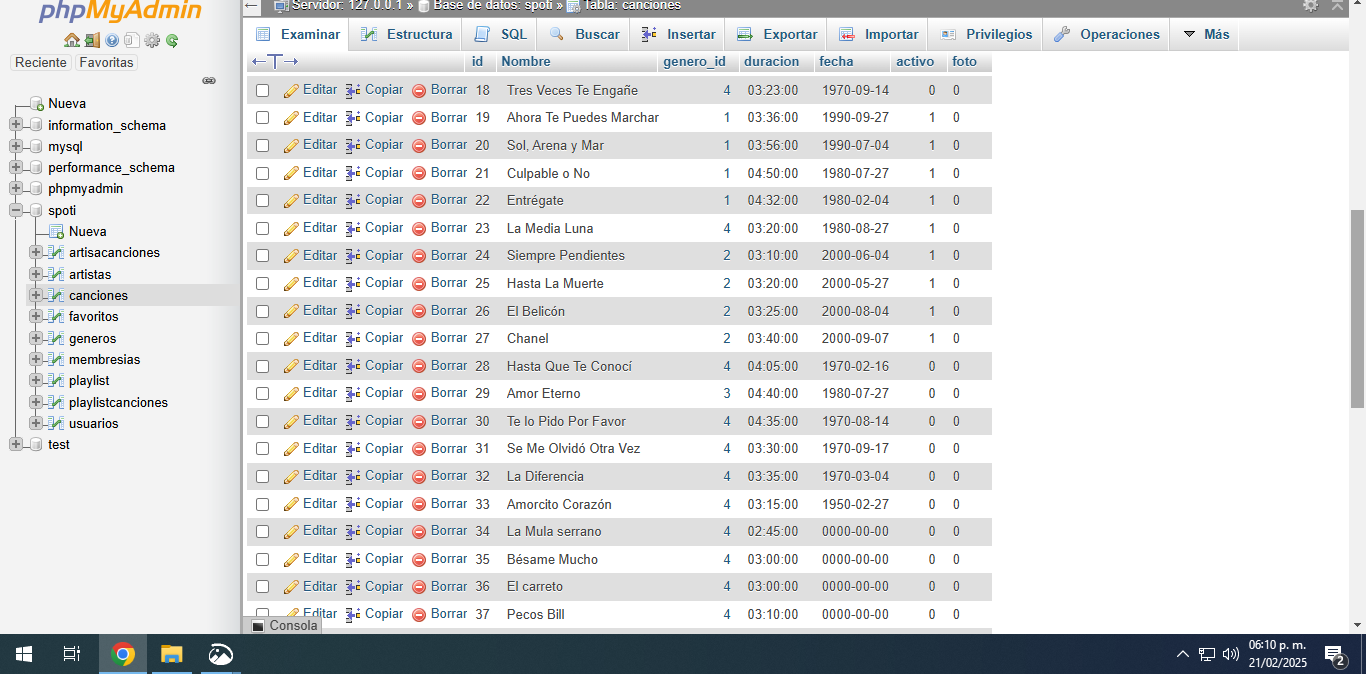 phpMyAdmin
Reciente Favoritas
Nueva
information_schema
mysql
performance_schema
phpmyadmin
spoti
Nueva
artisacanciones
artistas
canciones
favoritos
generos
membresias
playlist
playlistcanciones
usuarios
test
Servidor: 127.0.0.1 » Base de datos: spoti » Tabla: canciones
Examinar Estructura SQL Buscar Insertar Exportar Importar Privilegios Operaciones Más
←T→ id Nombre genero_id duracion fecha activo foto
Editar Copiar Borrar 18 Tres Veces Te Engañe 4 03:23:00 1970-09-14 0 0
Editar Copiar Borrar 19 Ahora Te Puedes Marchar 1 03:36:00 1990-09-27 1 0
Editar Copiar Borrar 20 Sol, Arena y Mar 1 03:56:00 1990-07-04 1 0
Editar Copiar Borrar 21 Culpable o No 1 04:50:00 1980-07-27 1 0
Editar Copiar Borrar 22 Entrégate 1 04:32:00 1980-02-04 1 0
Editar Copiar Borrar 23 La Media Luna 4 03:20:00 1980-08-27 1 0
Editar Copiar Borrar 24 Siempre Pendientes 2 03:10:00 2000-06-04 1 0
Editar Copiar Borrar 25 Hasta La Muerte 2 03:20:00 2000-05-27 1 0
Editar Copiar Borrar 26 El Belicón 2 03:25:00 2000-08-04 1 0
Editar Copiar Borrar 27 Chanel 2 03:40:00 2000-09-07 1 0
Editar Copiar Borrar 28 Hasta Que Te Conocí 4 04:05:00 1970-02-16 0 0
Editar Copiar Borrar 29 Amor Eterno 3 04:40:00 1980-07-27 0 0
Editar Copiar Borrar 30 Te lo Pido Por Favor 4 04:35:00 1970-08-14 0 0
Editar Copiar Borrar 31 Se Me Olvidó Otra Vez 4 03:30:00 1970-09-17 0 0
Editar Copiar Borrar 32 La Diferencia 4 03:35:00 1970-03-04 0 0
Editar Copiar Borrar 33 Amorcito Corazón 4 03:15:00 1950-02-27 0 0
Editar Copiar Borrar 34 La Mula serrano 4 02:45:00 0000-00-00 0 0
Editar Copiar Borrar 35 Bésame Mucho 4 03:00:00 0000-00-00 0 0
Editar Copiar Borrar 36 El carreto 4 03:00:00 0000-00-00 0 0
Editar Copiar Borrar 37 Pecos Bill 4 03:10:00 0000-00-00 0 0
Consola
06:10 p. m.
21/02/2025
2